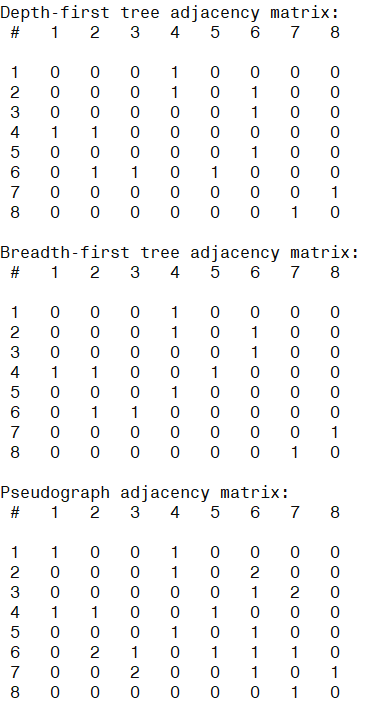 Depth-first tree adjacency matrix:
# 1 2 3 4 5 6 7 8
1 0 0 0 1 0 0 0 0
2 0 0 0 1 0 1 0 0
3 0 0 0 0 0 1 0 0
4 1 1 0 0 0 0 0 0
5 0 0 0 0 0 1 0 0
6 0 1 1 0 1 0 0 0
7 0 0 0 0 0 0 0 1
8 0 0 0 0 0 0 1 0
Breadth-first tree adjacency matrix:
# 1 2 3 4 5 6 7 8
1 0 0 0 1 0 0 0 0
2 0 0 0 1 0 1 0 0
3 0 0 0 0 0 1 0 0
4 1 1 0 0 1 0 0 0
5 0 0 0 1 0 0 0 0
6 0 1 1 0 0 0 0 0
7 0 0 0 0 0 0 0 1
8 0 0 0 0 0 0 1 0
Pseudograph adjacency matrix:
# 1 2 3 4 5 6 7 8
1 1 0 0 1 0 0 0 0
2 0 0 0 1 0 2 0 0
3 0 0 0 0 0 1 2 0
4 1 1 0 0 1 0 0 0
5 0 0 0 1 0 1 0 0
6 0 2 1 0 1 1 1 0
7 0 0 2 0 0 1 0 1
8 0 0 0 0 0 0 1 0